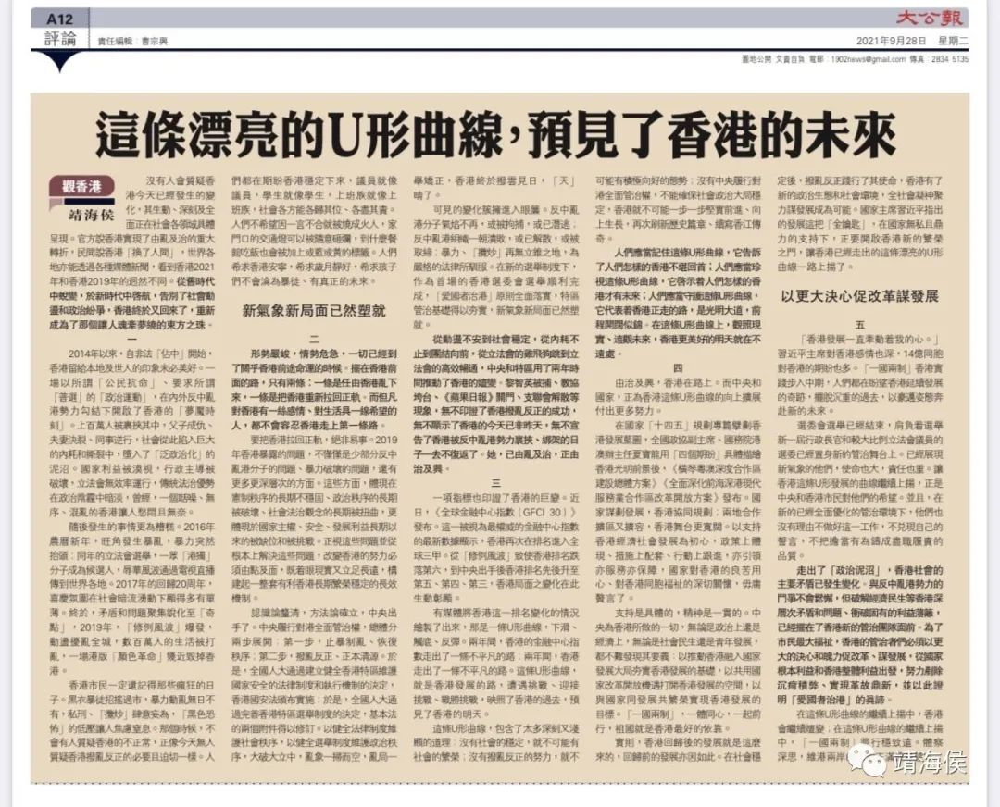 A12
評論
責任編輯：曹宗興
大公報
2021年9月28日 星期二
園地公開 文責自負 電郵：1902news@gmail.com 傳真：2834 5135
這條漂亮的U形曲線，預見了香港的未來
觀香港
靖海侯
沒有人會質疑香
港今天已經發生的變
化，其生動、深刻及全
面正在社會各領域具體
呈現。官方說香港實現了由亂及治的重大
轉折，民間說香港「換了人間」，世界各
地亦能透過各種媒體新聞，看到香港2021
年和香港2019年的迥然不同。從舊時代
中蛻變，於新時代中啓航，告別了社會動
盪和政治紛爭，香港終於又回來了，重新
成為了那個讓人魂牽夢繞的東方之珠。
一
2014年以來，自非法「佔中」開始，
香港留給本地及世人的印象未必美好。一
場以所謂「公民抗命」、要求所謂
「普選」的「政治運動」，在內外反中亂
港勢力勾結下開啟了香港的「夢魘時
刻」。上百萬人被裹挾其中，父子成仇、
夫妻決裂、同事逆行，社會從此陷入巨大
的內耗和撕裂中，墮入了「泛政治化」的
泥沼。國家利益被漠視，行政主導被
破壞，立法會無效率運行，傳統法治優勢
在政治陰霾中暗淡，曾經，一個喧噪、無
序、混亂的香港讓人愁悶且無奈。
隨後發生的事情更為糟糕。2016年
農曆新年，旺角發生暴亂，暴力突然
抬頭；同年的立法會選舉，一眾「港獨」
分子成為候選人，辱華風波通過電視直播
傳到世界各地。2017年的回歸20周年，
喜慶氛圍在社會暗流湧動下顯得多有單
薄。終於，矛盾和問題聚集銳化至「奇
點」，2019年，「修例風波」爆發，
動盪擾亂全城，數百萬人的生活被打
亂，一場港版「顏色革命」幾近毀掉香
港。
香港市民一定還記得那些瘋狂的日
子。黑衣暴徒招搖過市，暴力動亂無日不
有，私刑、「攬炒」肆意妄為，「黑色恐
怖」的低壓讓人焦慮窒息。那個時候，不
會有人質疑香港的不正常，正像今天無人
質疑香港撥亂反正的必要且迫切一樣。人
們都在期盼香港穩定下來，議員就像
議員，學生就像學生，上班族就像上
班族，社會各方能各歸其位、各盡其責。
人們不希望因一言不合就被燒成火人，家
門口的交通燈可以被隨意砸爛，到什麼餐
館吃飯也會被加上或藍或黃的標籤。人們
希求香港安寧，希求歲月靜好，希求孩子
們不會淪為暴徒、有真正的未來。
新氣象新局面已然塑就
二
形勢嚴峻，情勢危急，一切已經到
了關乎香港前途命運的時候。擺在香港前
面的路，只有兩條：一條是任由香港亂下
來，一條是把香港重新拉回正軌。而但凡
對香港有一絲感情、對生活具一線希望的
人，都不會容忍香港走上第一條路。
要把香港拉回正軌，絕非易事。2019
年香港暴露的問題，不僅僅是少部分反中
亂港分子的問題、暴力破壞的問題，還有
更多更深層次的方面。這些方面，體現在
憲制秩序的長期不穩固、政治秩序的長期
被破壞、社會法治觀念的長期被扭曲，更
體現於的國家主權、安全、發展利益長期以
來的被缺位和被挑戰。正視這些問題並從
根本上解決這些問題，改變香港的努力必
須由點及面，既着眼現實又立足長遠，構
建起一整套有利香港長期繁榮穩定的長效
機制。
認識論釐清，方法論確立，中央出
手了。中央履行對港全面管治權，總體分
兩步展開：第一步，止暴制亂、恢復
秩序；第二步，撥亂反正、正本清源。於
是，全國人大通過建立健全香港特區維護
國家安全的法律制度和執行機制的決定，
香港國安法頒布實施；於是，全國人大通
過完善香港特區選舉制度的決定，基本法
的兩個附件得以修訂。以健全法律制度維
護社會秩序，以健全選舉制度維護政治秩
序，大破大立中，亂象一掃而空，亂局一
舉矯正，香港終於撥雲見日，「天」
晴了。
可見的變化簇擁進入眼簾。反中亂
港分子氣焰不再，或被拘捕，或已潛逃；
反中亂港組織一朝潰敗，或已解散，或被
取締；暴力、「攬炒」再無立錐之地，為
嚴格的法律所馴服。在新的選舉制度下，
作為首場的香港選委會選舉順利完
成，「愛國者治港」原則全面落實，特區
管治基礎得以夯實，新氣象新局面已然塑
就。
從動盪不安到社會穩定，從內耗不
止到團結向前，從立法會的雞飛狗跳到立
法會的高效暢通，中央和特區用了兩年時
間推動了香港的嬗變。黎智英被捕、教協
垮台、《蘋果日報》關門、支聯會解散等
現象，無不印證了香港撥亂反正的成功，
無不顯示了香港的今天已非昨天，無不宣
告了香港被反中亂港勢力裹挾、綁架的日
子一去不復返了。她，已由亂及治，正由
治及興。
三
一項指標也印證了香港的巨變。近
日，《全球金融中心指數（GFCI 30）》
發布。這一被視為最權威的金融中心指數
的最新數據顯示，香港再次在排名進入全
球三甲。從「修例風波」致使香港排名跌
落第六，到中央出手後香港排名先後升至
第五、第四、第三，香港局面之變化在此
生動彰顯。
有媒體將香港這一排名變化的情況
繪製了出來，那是一條U形曲線，下滑、
觸底、反彈。兩年間，香港的金融中心指
數走出了一條不平凡的路；兩年間，香港
走出了一條不平凡的路。這條U形曲線，
就是香港發展的路，遭遇挑戰、迎接
挑戰、戰勝挑戰，映照了香港的過去，預
見了香港的明天。
這條U形曲線，包含了太多深刻又淺
顯的道理：沒有社會的穩定，就不可能有
社會的繁榮；沒有撥亂反正的努力，就不
可能有積極向好的態勢；沒有中央履行對
港全面管治權，不能確保社會政治大局穩
定，香港就不可能一步一步堅實前進、向
上生長，再次刷新歷史篇章、續寫香江傳
奇。
人們應當記住這條U形曲線，它告訴
了人們怎樣的香港不堪回首；人們應當珍
視這條U形曲線，它啓示着人們怎樣的香
港才有未來；人們應當守護這條U形曲線，
它代表着香港正走的路，是光明大道，前
程開闊似錦。在這條U形曲線上，觀照現
實、遠觀未來，香港更美好的明天就在不
遠處。
四
由治及興，香港在路上。而中央和
國家，正為香港這條U形曲線的向上擴展
付出更多努力。
在國家「十四五」規劃專篇擘劃香
港發展藍圖，全國政協副主席、國務院港
澳辦主任夏寶龍用「四個期盼」具體描繪
香港光明前景後，《橫琴粵澳深度合作區
建設總體方案》《全面深化前海深港現代
服務業合作區改革開放方案》發布。國
家謀劃發展，香港協同規劃；兩地合作
擴區又擴容，香港舞台更寬闊。以支持
香港經濟社會發展為初心，政策上體
現、措施上配套、行動上跟進，亦引領
亦服務亦保障，國家對香港的良苦用
心、對香港同胞福祉的深切關懷，毋庸
贅言了。
支持是具體的，精神是一貫的。中
央為香港所做的一切，無論是政治上還是
經濟上，無論是社會民生還是青年發展，
都不難發現其要義：以推動香港融入國家
發展大局夯實香港發展的基礎，以共用國
家改革開放機遇打開香港發展的空間，以
與國家同發展共繁榮實現香港發展的
目標。「一國兩制」，一體同心，一起前
行，祖國就是香港最好的依靠。
實則，香港回歸後的發展就是這麼
來的，回歸前的發展亦因如此。在社會穩
定後，撥亂反正踐行了其使命，香港有了
新的政治生態和社會環境，全社會凝神聚
力謀發展成為可能。國家主席習近平指出
的發展這把「金鑰匙」，在國家無私且鼎
力的支持下，正要開啟香港新的繁榮
之門，讓香港已經走出的這條漂亮的U形
曲線一路上揚了。
以更大決心促改革謀發展
五
「香港發展一直牽動着我的心。」
習近平主席對香港感情也深，14億同胞
對香港的期盼也多。「一國兩制」香港實
踐步入中期，人們都在盼望香港延續發展
的奇跡，擺脫沉重的過去，以豪邁姿態奔
赴新的未來。
選委會選舉已經結束，肩負着選舉
新一屆行政長官和較大比例立法會議員的
選委已經置身新的管治舞台上。已經展現
新氣象的他們，使命也大，責任也重。讓
香港這條U形發展的曲線繼續上揚，正是
中央和香港市民對他們的希望。並且，在
新的已經全面優化的管治環境下，他們也
沒有理由不做好這一工作，不兌現自己的
誓言，不把擔當有為鑄成盡職履責的
品質。
走出了「政治泥沼」，香港社會的
主要矛盾已發生變化。與反中亂港勢力的
鬥爭不會鬆懈，但破解經濟民生等香港深
層次矛盾和問題、衝破固有的利益藩籬，
已經擺在了香港新的管治團隊面前。為了
市民最大福祉，香港的管治者們必須以更
大的決心和魄力促改革、謀發展，從國家
根本利益和香港整體利益出發，努力剔除
沉疴積弊、實現革故鼎新，並以此證
明「愛國者治港」的真諦。
在這條U形曲線的繼續上揚中，香港
會繼續嬗變；在這條U形曲線的繼續上揚
中，「一國兩制」將行穩致遠。體察
深思，維港兩岸
靖海侯